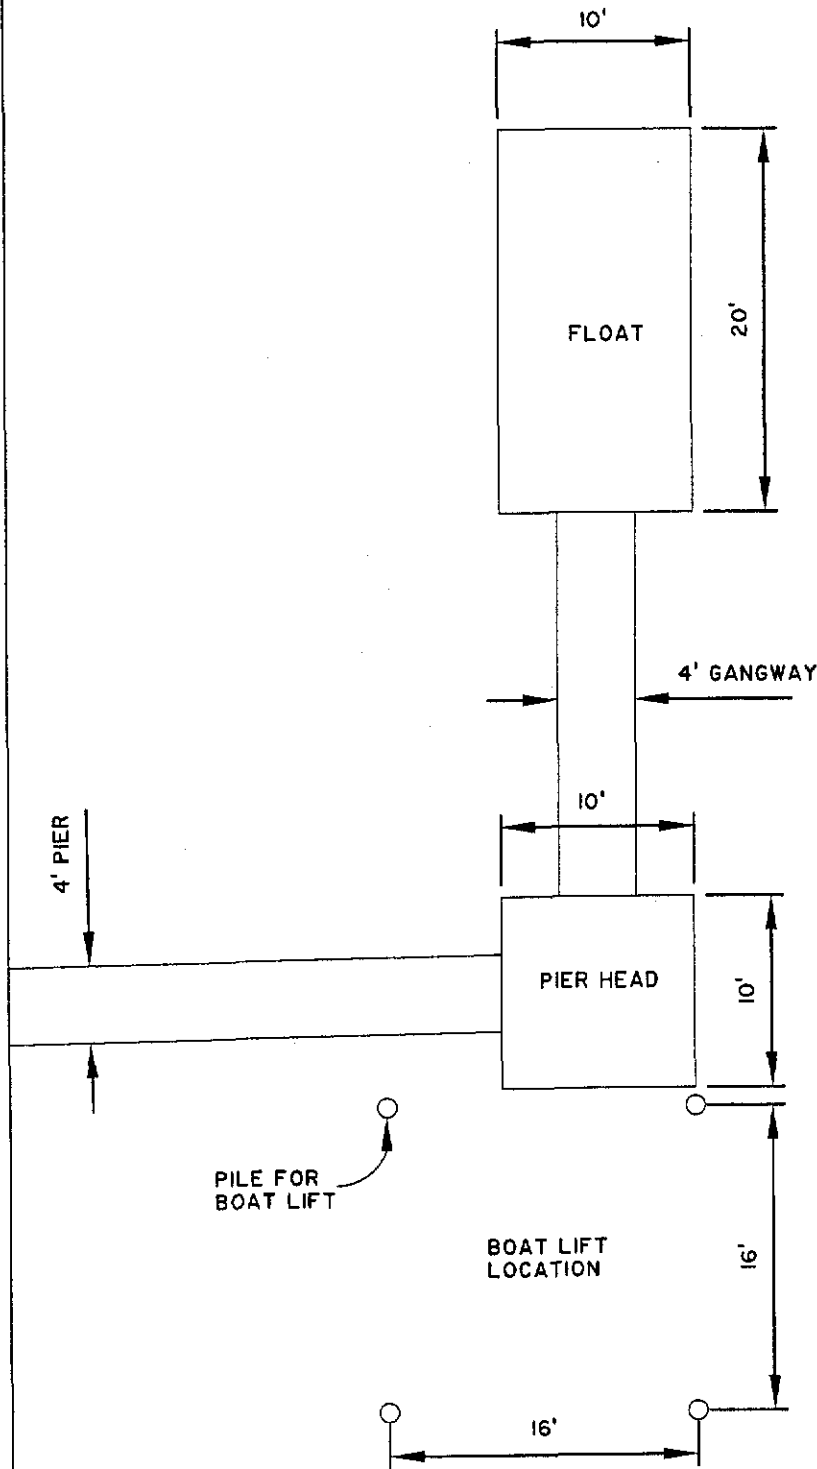 10'
20'
FLOAT
4' GANGWAY
10'
4' PIER
PIER HEAD
10'
PILE FOR
BOAT LIFT
BOAT LIFT
LOCATION
16'
16'